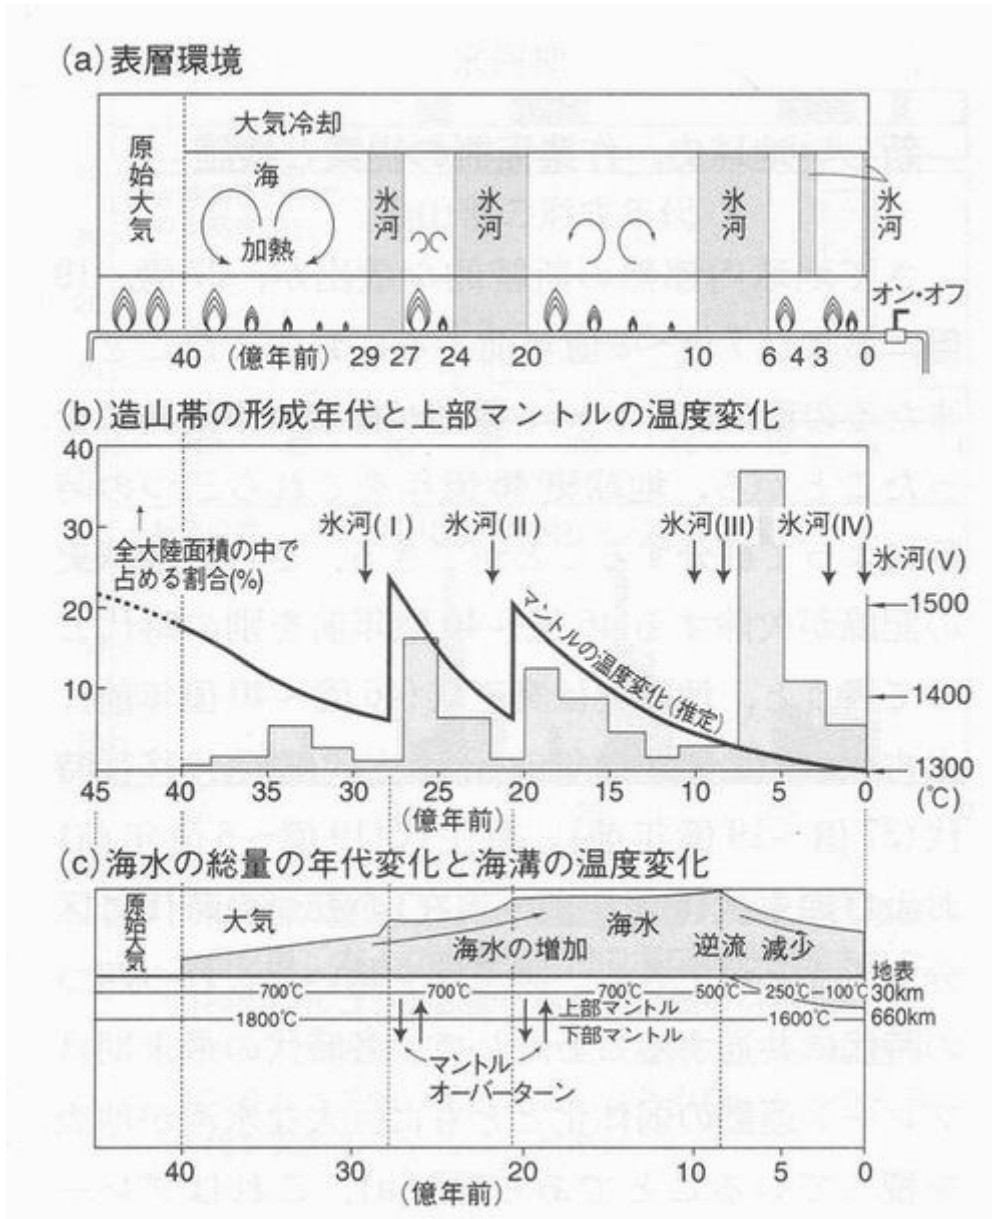 (a)表層環境
大気冷却
原始大気
海
加熱
氷河
氷河
氷河
氷河
オン・オフ
40 (億年前) 29 27 24 20 10 6 4 3 0
(b)造山帯の形成年代と上部マントルの温度変化
40
30
20
10
全大陸面積の中で
占める割合(%)
氷河(I) 氷河(II) 氷河(III) 氷河(IV)
氷河(V)
マントルの温度変化(推定)
1500
1400
1300
(℃)
45 40 35 30 25 20 15 10 5 0
(億年前)
(c)海水の総量の年代変化と海溝の温度変化
原始大気
大気
海水
海水の増加
逆流 減少
地表
700℃ 700℃ 700℃ 500℃ 250℃ 100℃ 30km
上部マントル
1800℃ 1600℃ 660km
下部マントル
マントル
オーバーターン
40 30 20 10 0
(億年前)